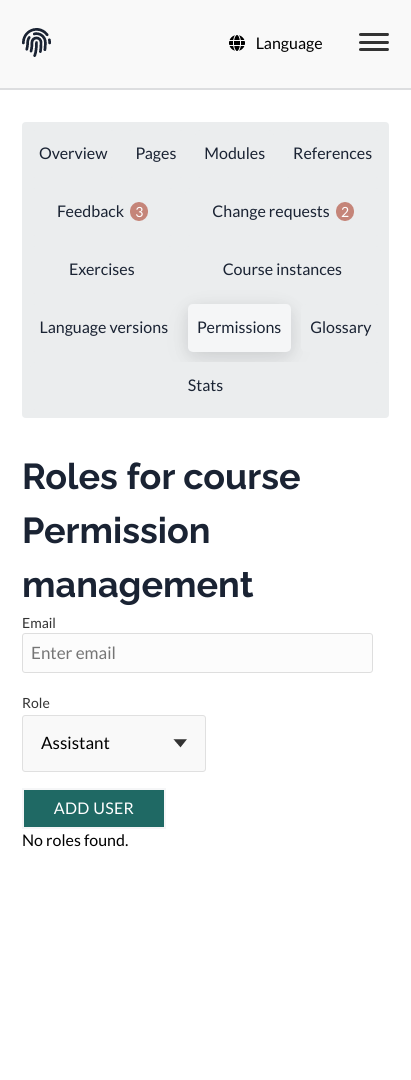 Language
Overview Pages Modules References
Feedback 3 Change requests 2
Exercises Course instances
Language versions Permissions Glossary
Stats
Roles for course
Permission
management
Email
Enter email
Role
Assistant
ADD USER
No roles found.